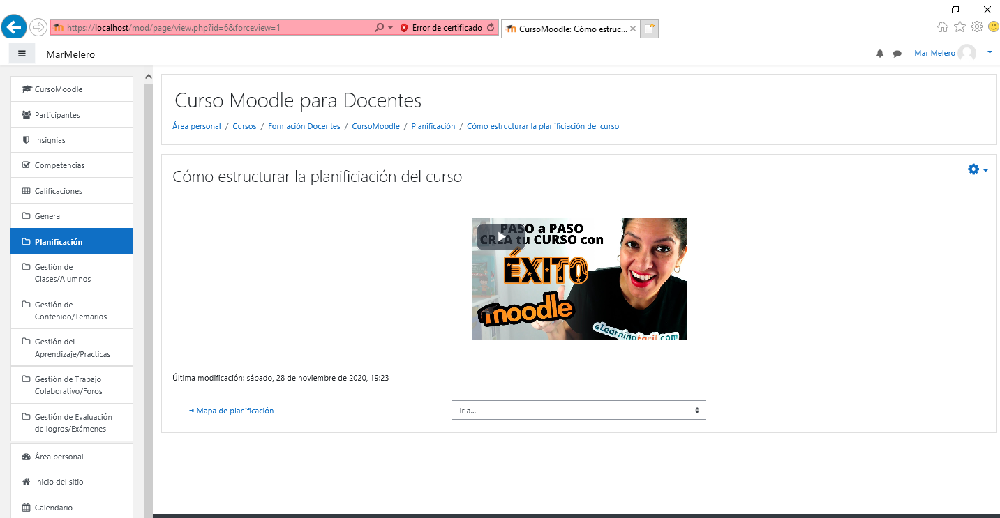 https://localhost/mod/page/view.php?id=6&forceview=1
Error de certificado
CursoMoodle: Cómo estruc...
MarMelero
Mar Melero
CursoMoodle
Participantes
Insignias
Competencias
Calificaciones
General
Planificación
Gestión de
Clases/Alumnos
Gestión de
Contenido/Temarios
Gestión del
Aprendizaje/Prácticas
Gestión de Trabajo
Colaborativo/Foros
Gestión de Evaluación
de logros/Exámenes
Área personal
Inicio del sitio
Calendario
Curso Moodle para Docentes
Área personal / Cursos / Formación Docentes / CursoMoodle / Planificación / Cómo estructurar la planificiación del curso
Cómo estructurar la planificiación del curso
PASO a PASO
CREA tu CURSO con
ÉXITO
moodle
eLearningfacil.com
Última modificación: sábado, 28 de noviembre de 2020, 19:23
◄ Mapa de planificación
Ir a...